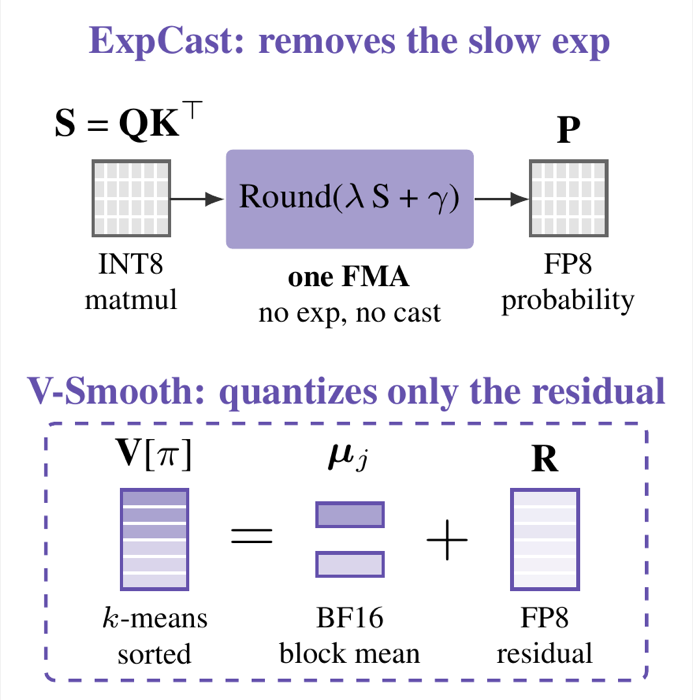 ExpCast: removes the slow exp
S = QK⊤
P
Round(λ S + γ)
INT8
matmul
one FMA
no exp, no cast
FP8
probability
V-Smooth: quantizes only the residual
V[π]
=
μj
+
R
k-means
sorted
BF16
block mean
FP8
residual